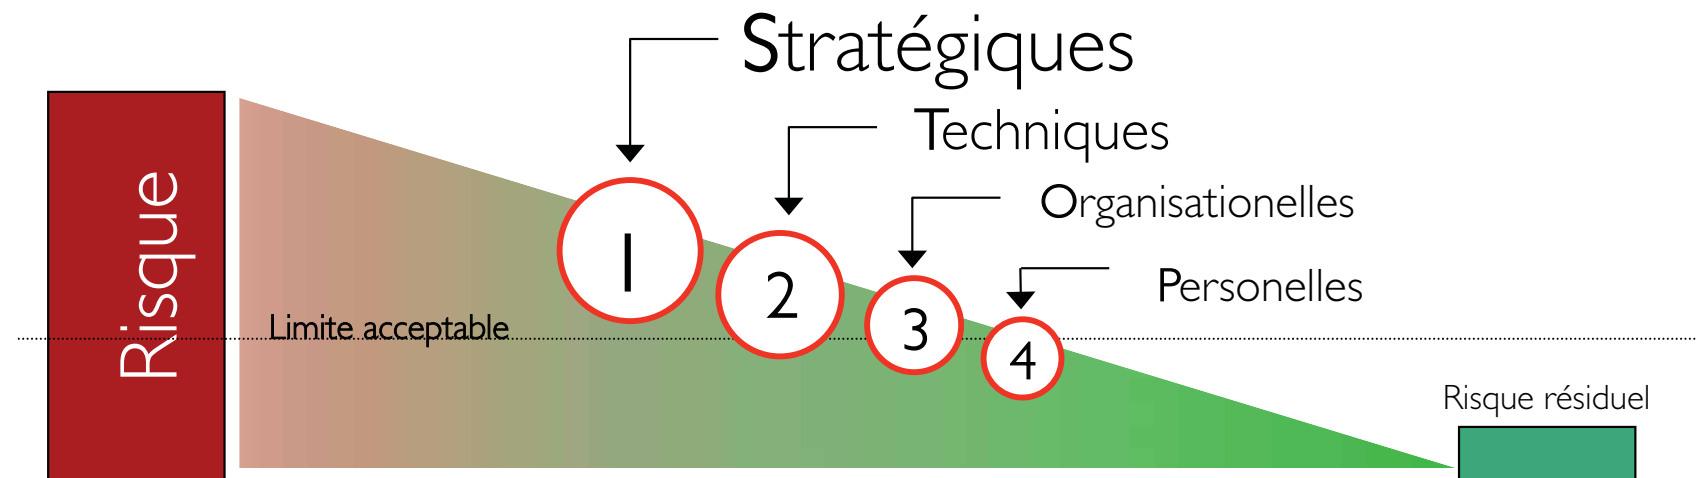 Stratégiques
Techniques
Organisationelles
Personelles
Risque
1
2
3
4
Limite acceptable
Risque résiduel